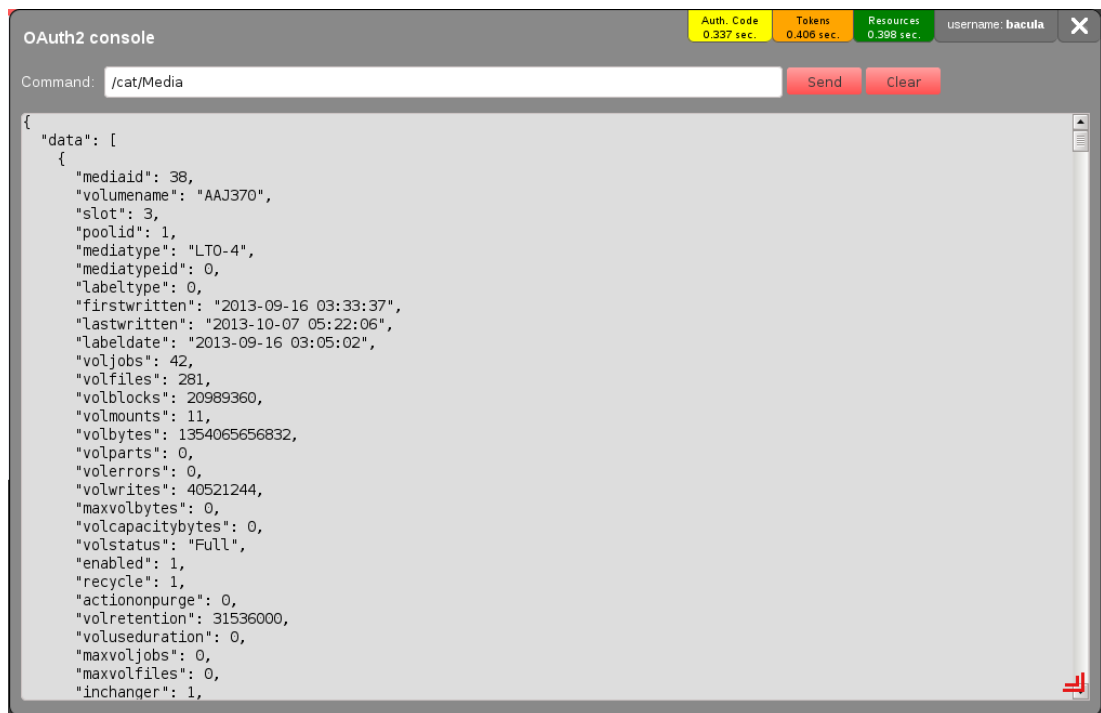 OAuth2 console
Auth. Code
0.337 sec.
Tokens
0.406 sec.
Resources
0.398 sec.
username: bacula
Command: /cat/Media
Send
Clear
{
"data": [
{
"mediaid": 38,
"volumename": "AAJ370",
"slot": 3,
"poolid": 1,
"mediatype": "LTO-4",
"mediatypeid": 0,
"labeltype": 0,
"firstwritten": "2013-09-16 03:33:37",
"lastwritten": "2013-10-07 05:22:06",
"labeldate": "2013-09-16 03:05:02",
"voljobs": 42,
"volfiles": 281,
"volblocks": 20989360,
"volmounts": 11,
"volbytes": 1354065656832,
"volparts": 0,
"volerrors": 0,
"volwrites": 40521244,
"maxvolbytes": 0,
"volcapacitybytes": 0,
"volstatus": "Full",
"enabled": 1,
"recycle": 1,
"actiononpurge": 0,
"volretention": 31536000,
"voluseduration": 0,
"maxvoljobs": 0,
"maxvolfiles": 0,
"inchanger": 1,